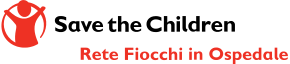 Save the Children
Rete Fiocchi in Ospedale